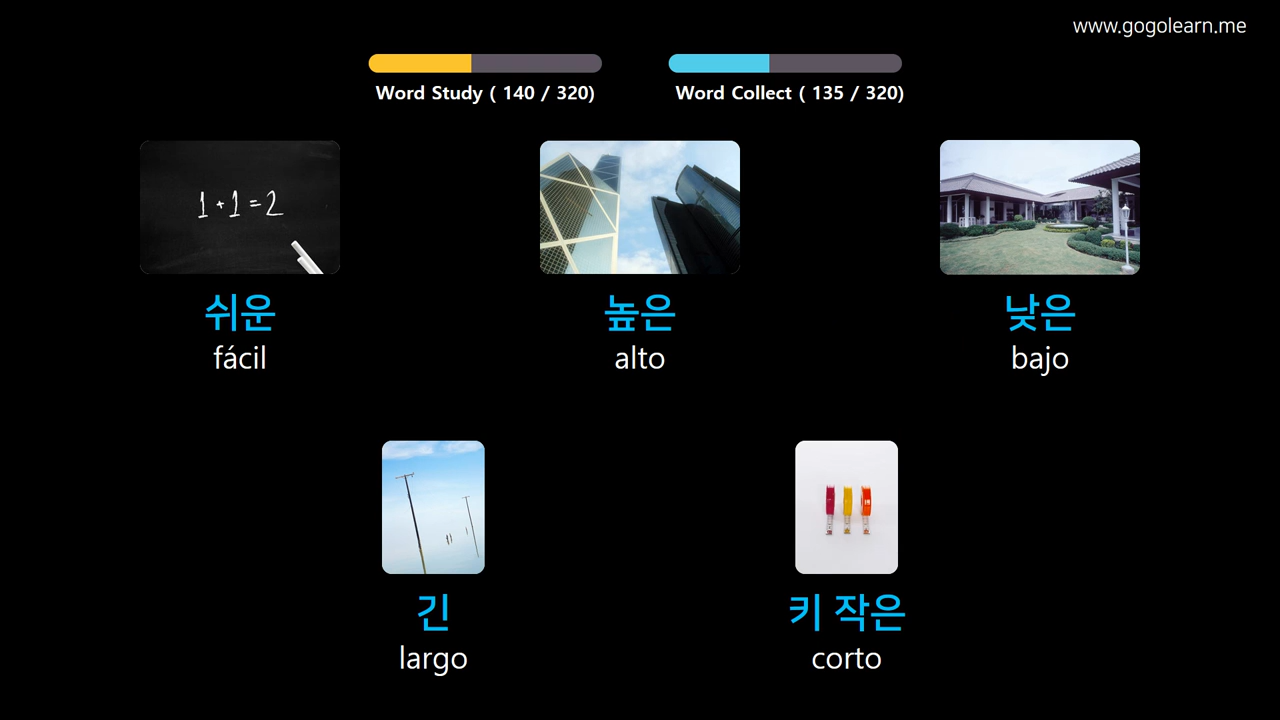 www.gogolearn.me
Word Study ( 140 / 320)
Word Collect ( 135 / 320)
1+1=2
쉬운
fácil
높은
alto
낮은
bajo
긴
largo
키 작은
corto